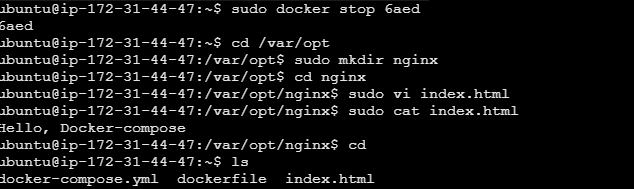 ubuntu@ip-172-31-44-47:~$ sudo docker stop 6aed
6aed
ubuntu@ip-172-31-44-47:~$ cd /var/opt
ubuntu@ip-172-31-44-47:/var/opt$ sudo mkdir nginx
ubuntu@ip-172-31-44-47:/var/opt$ cd nginx
ubuntu@ip-172-31-44-47:/var/opt/nginx$ sudo vi index.html
ubuntu@ip-172-31-44-47:/var/opt/nginx$ sudo cat index.html
Hello, Docker-compose
ubuntu@ip-172-31-44-47:/var/opt/nginx$ cd
ubuntu@ip-172-31-44-47:~$ ls
docker-compose.yml  dockerfile  index.html